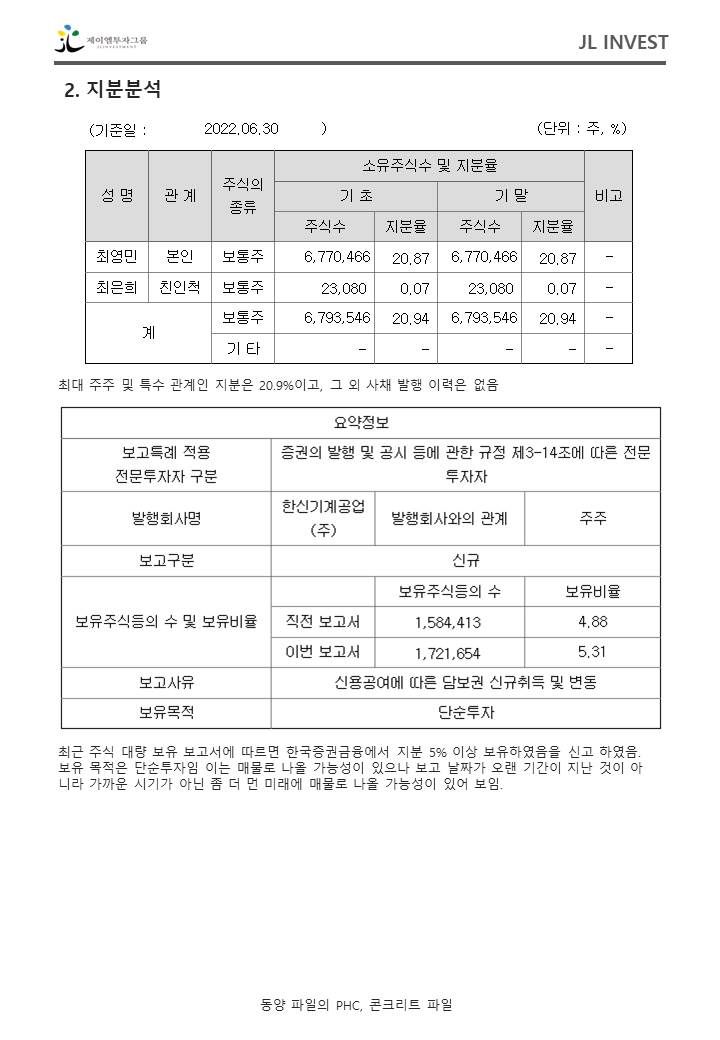 제이엘투자그룹
JLINVESTMENT
JL INVEST
2. 지분분석
(기준일 : 2022.06.30 )
(단위 : 주, %)
성 명 관 계 주식의 종류 소유주식수 및 지분율 비고
기 초 기 말
주식수 지분율 주식수 지분율
최영민 본인 보통주 6,770,466 20.87 6,770,466 20.87 -
최은희 친인척 보통주 23,080 0.07 23,080 0.07 -
계 보통주 6,793,546 20.94 6,793,546 20.94 -
기 타 - - - - -
최대 주주 및 특수 관계인 지분은 20.9%이고, 그 외 사채 발행 이력은 없음
요약정보
보고특례 적용 전문투자자 구분 증권의 발행 및 공시 등에 관한 규정 제3-14조에 따른 전문투자자
발행회사명 한신기계공업(주) 발행회사와의 관계 주주
보고구분 신규
보유주식등의 수 및 보유비율 보유주식등의 수 보유비율
직전 보고서 1,584,413 4.88
이번 보고서 1,721,654 5.31
보고사유 신용공여에 따른 담보권 신규취득 및 변동
보유목적 단순투자
최근 주식 대량 보유 보고서에 따르면 한국증권금융에서 지분 5% 이상 보유하였음을 신고 하였음.
보유 목적은 단순투자임 이는 매물로 나올 가능성이 있으나 보고 날짜가 오랜 기간이 지난 것이 아
니라 가까운 시기가 아닌 좀 더 먼 미래에 매물로 나올 가능성이 있어 보임.
동양 파일의 PHC, 콘크리트 파일